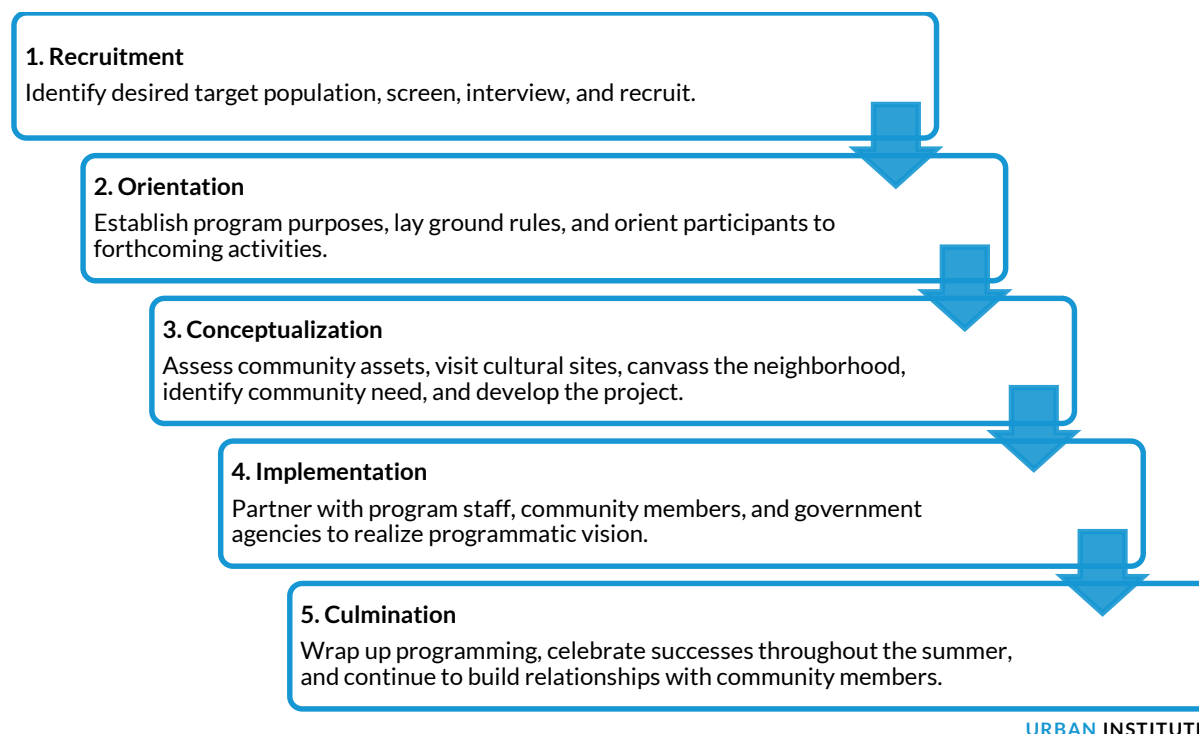 1. Recruitment
Identify desired target population, screen, interview, and recruit.
2. Orientation
Establish program purposes, lay ground rules, and orient participants to
forthcoming activities.
3. Conceptualization
Assess community assets, visit cultural sites, canvass the neighborhood,
identify community need, and develop the project.
4. Implementation
Partner with program staff, community members, and government
agencies to realize programmatic vision.
5. Culmination
Wrap up programming, celebrate successes throughout the summer,
and continue to build relationships with community members.
URBAN INSTITUTE